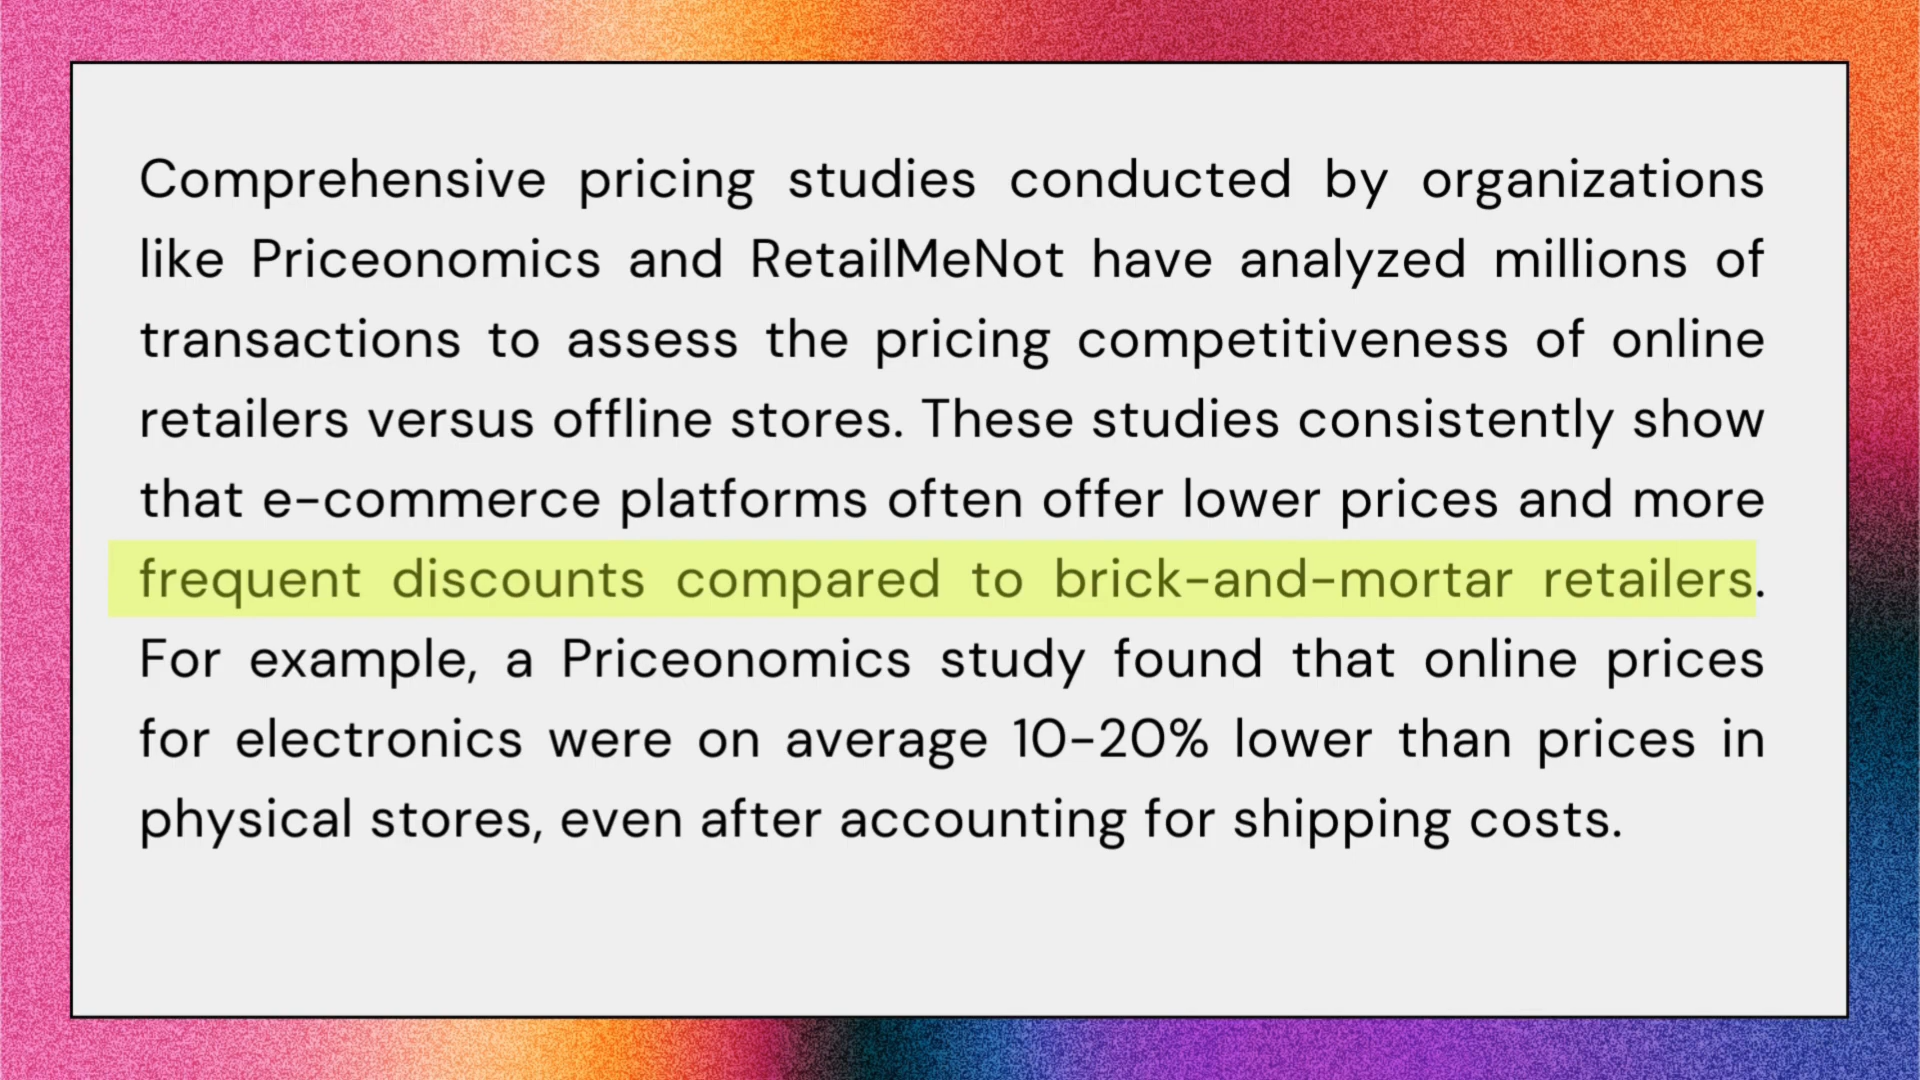 Comprehensive pricing studies conducted by organizations
like Priceonomics and RetailMeNot have analyzed millions of
transactions to assess the pricing competitiveness of online
retailers versus offline stores. These studies consistently show
that e-commerce platforms often offer lower prices and more
frequent discounts compared to brick-and-mortar retailers.
For example, a Priceonomics study found that online prices
for electronics were on average 10-20% lower than prices in
physical stores, even after accounting for shipping costs.